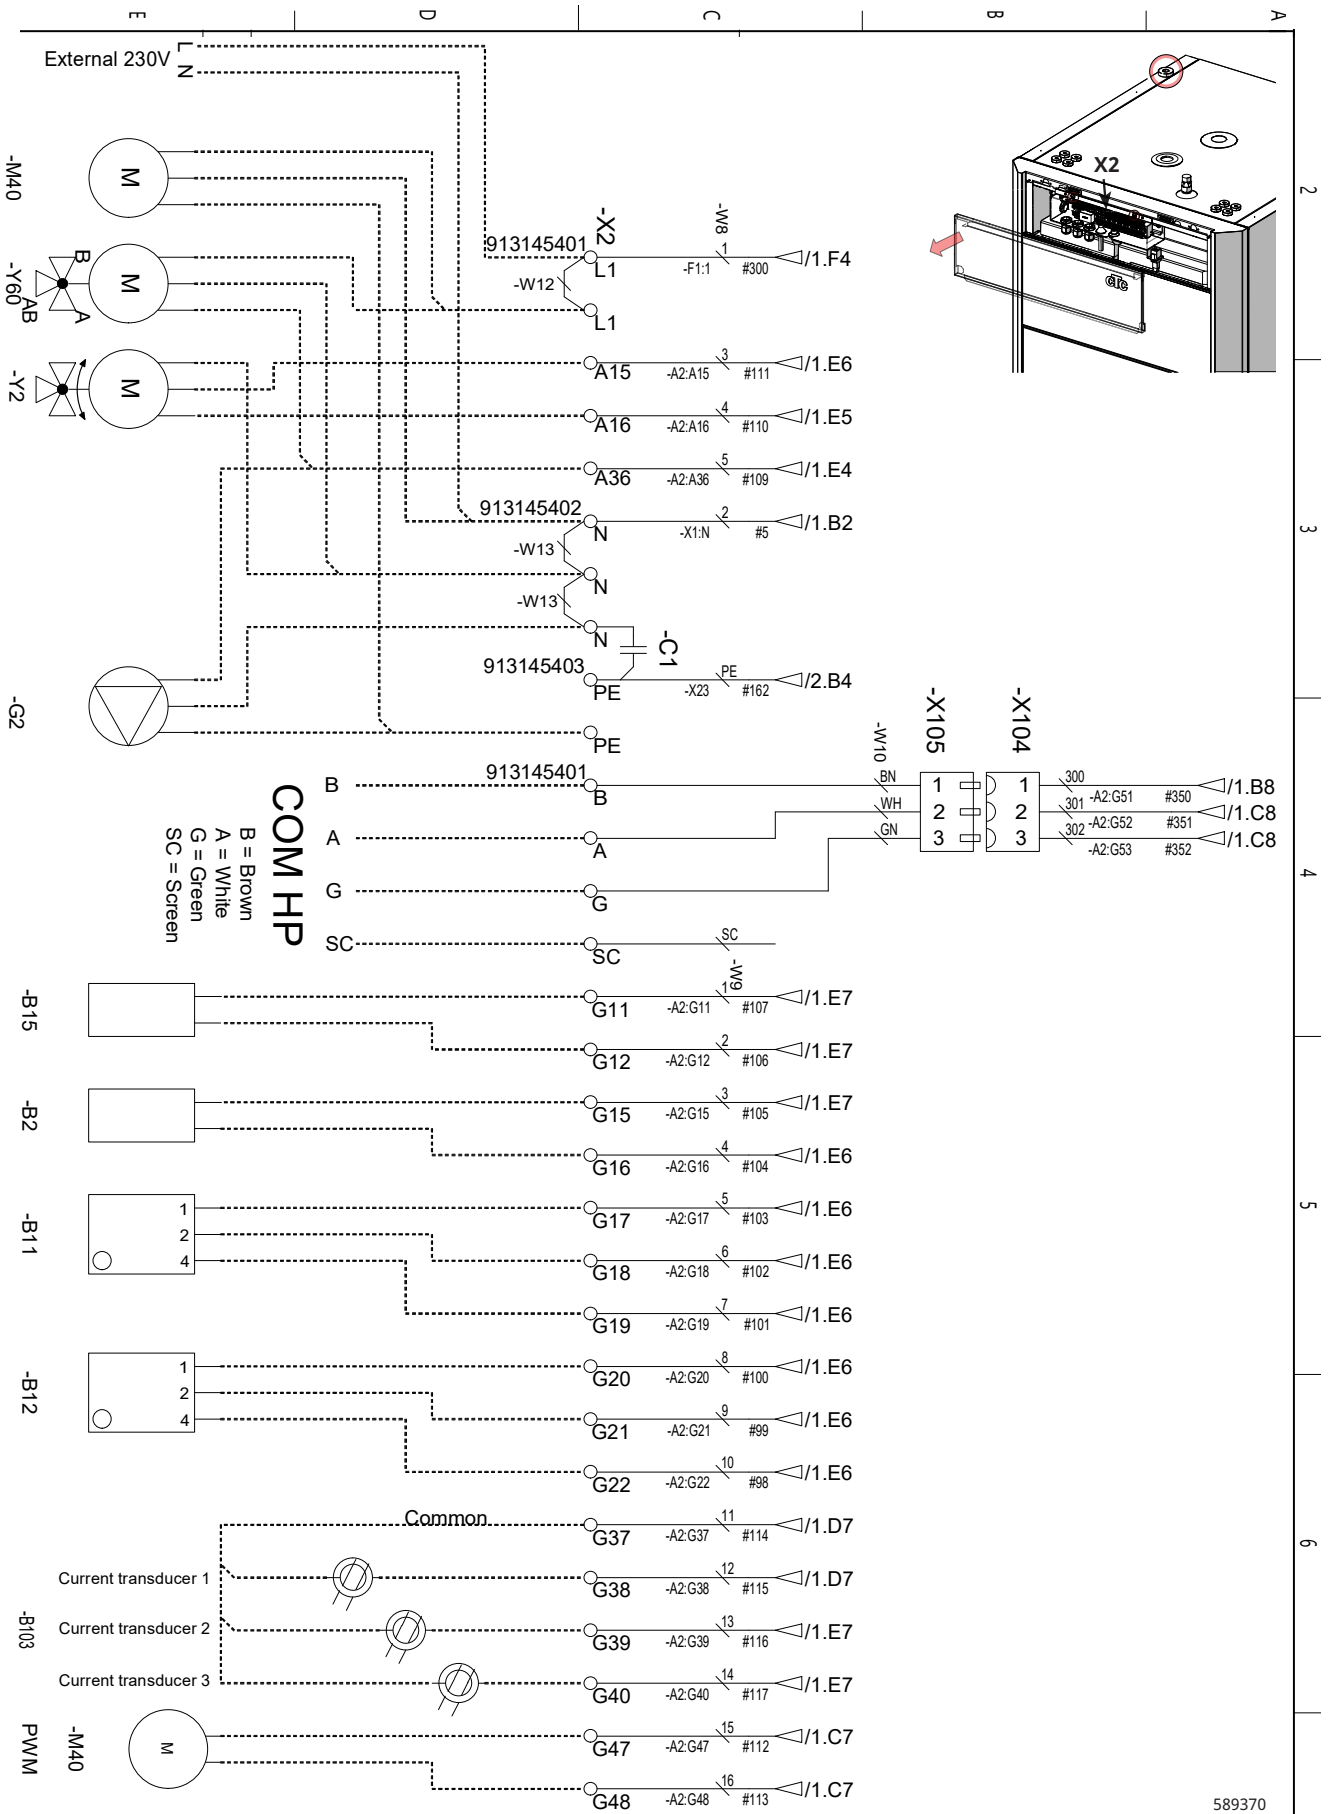 E D C B A
External 230V L
N
2
-M40
M
X2
cTc
-X2
-W8
913145401
L1
1
-F1:1 #300
/1.F4
B
-Y60
AB
A
M
-W12
L1
-Y2
M
A15
3
-A2:A15 #111
/1.E6
A16
4
-A2:A16 #110
/1.E5
A36
5
-A2:A36 #109
/1.E4
913145402
N
2
-X1:N #5
/1.B2
3
-W13
N
-W13
N
-C1
913145403
PE
PE
-X23 #162
/2.B4
-G2
PE
-X105
-X104
-W10
B
913145401
B
BN
1 1
300
-A2:G51 #350
/1.B8
A
A
WH
2 2
301
-A2:G52 #351
/1.C8
GN
3 3
302
-A2:G53 #352
/1.C8
4
G
G
SC
SC
SC
COM HP
B = Brown
A = White
G = Green
SC = Screen
-W9
-B15
G11
1
-A2:G11 #107
/1.E7
G12
2
-A2:G12 #106
/1.E7
-B2
G15
3
-A2:G15 #105
/1.E7
G16
4
-A2:G16 #104
/1.E6
5
-B11
1
2
4
G17
5
-A2:G17 #103
/1.E6
G18
6
-A2:G18 #102
/1.E6
G19
7
-A2:G19 #101
/1.E6
-B12
1
2
4
G20
8
-A2:G20 #100
/1.E6
G21
9
-A2:G21 #99
/1.E6
G22
10
-A2:G22 #98
/1.E6
Common
G37
11
-A2:G37 #114
/1.D7
6
Current transducer 1
G38
12
-A2:G38 #115
/1.D7
-B103
Current transducer 2
G39
13
-A2:G39 #116
/1.E7
Current transducer 3
G40
14
-A2:G40 #117
/1.E7
-M40
PWM
M
G47
15
-A2:G47 #112
/1.C7
G48
16
-A2:G48 #113
/1.C7
589370